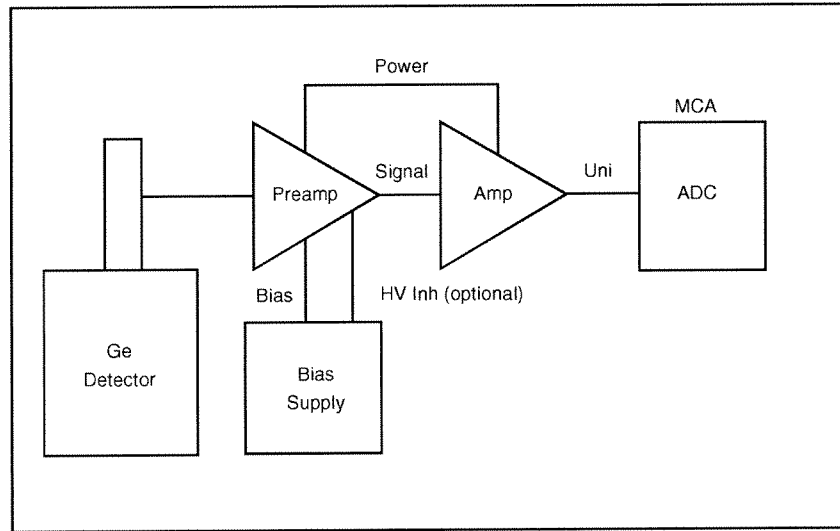 Power
MCA
Preamp
Signal
Amp
Uni
ADC
Bias
HV Inh (optional)
Ge
Detector
Bias
Supply